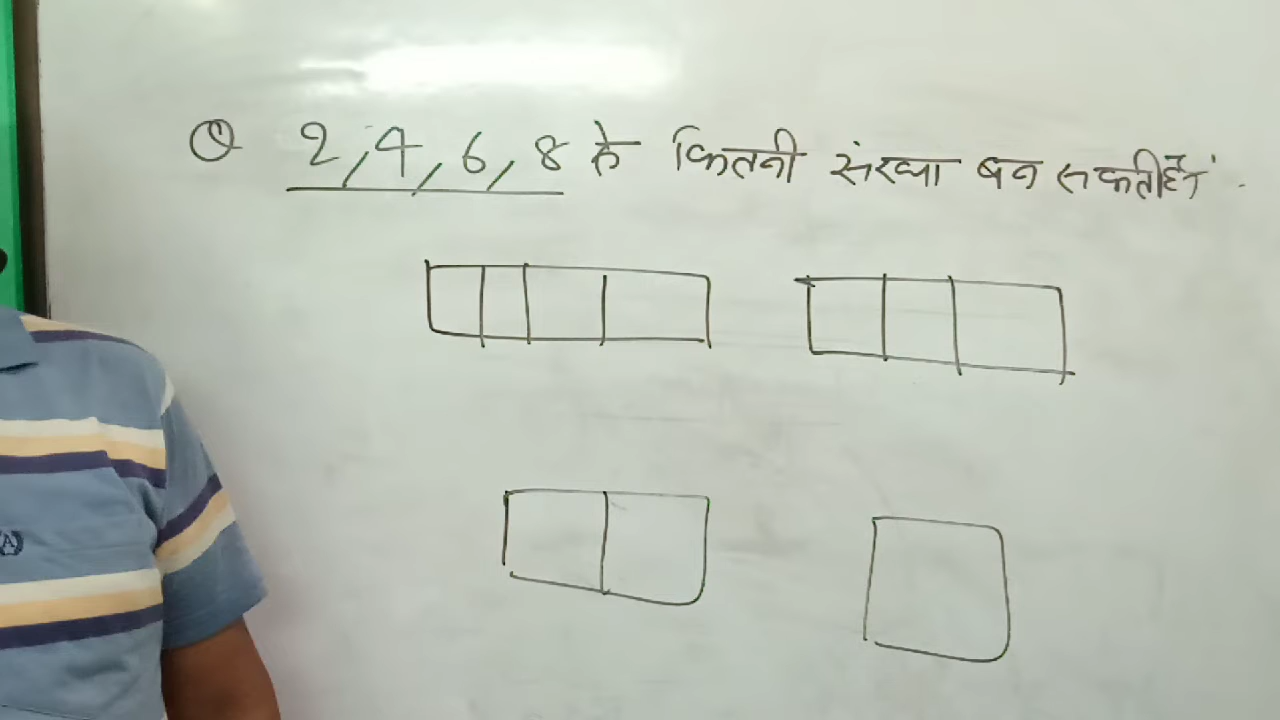 Q 2, 4, 6, 8 से कितनी संख्या बन सकती हैं
A